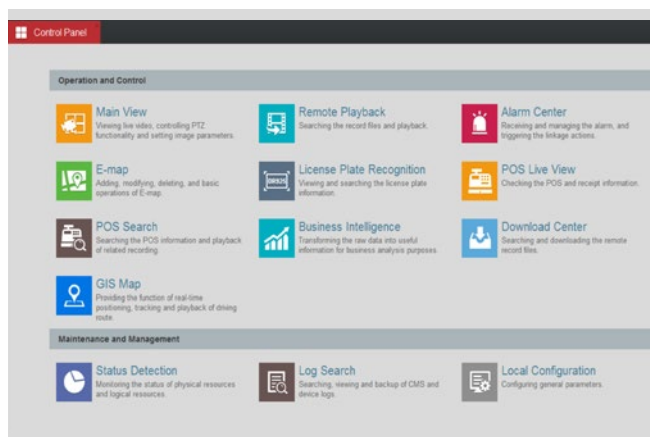 Control Panel
Operation and Control
Main View
Viewing live video, controlling PTZ
functionality and setting image parameters.
Remote Playback
Searching the record files and playback.
Alarm Center
Receiving and managing the alarm, and
triggering the linkage actions.
E-map
Adding, modifying, deleting, and basic
operations of E-map.
License Plate Recognition
Viewing and searching the license plate
information.
POS Live View
Checking the POS and receipt information.
POS Search
Searching the POS information and playback
of related recording.
Business Intelligence
Transforming the raw data into useful
information for business analysis purposes.
Download Center
Searching and downloading the remote
record files.
GIS Map
Providing the function of real-time
positioning, tracking and playback of driving
route.
Maintenance and Management
Status Detection
Monitoring the status of physical resources
and logical resources.
Log Search
Searching, viewing and backup of CMS and
device logs.
Local Configuration
Configuring general parameters.